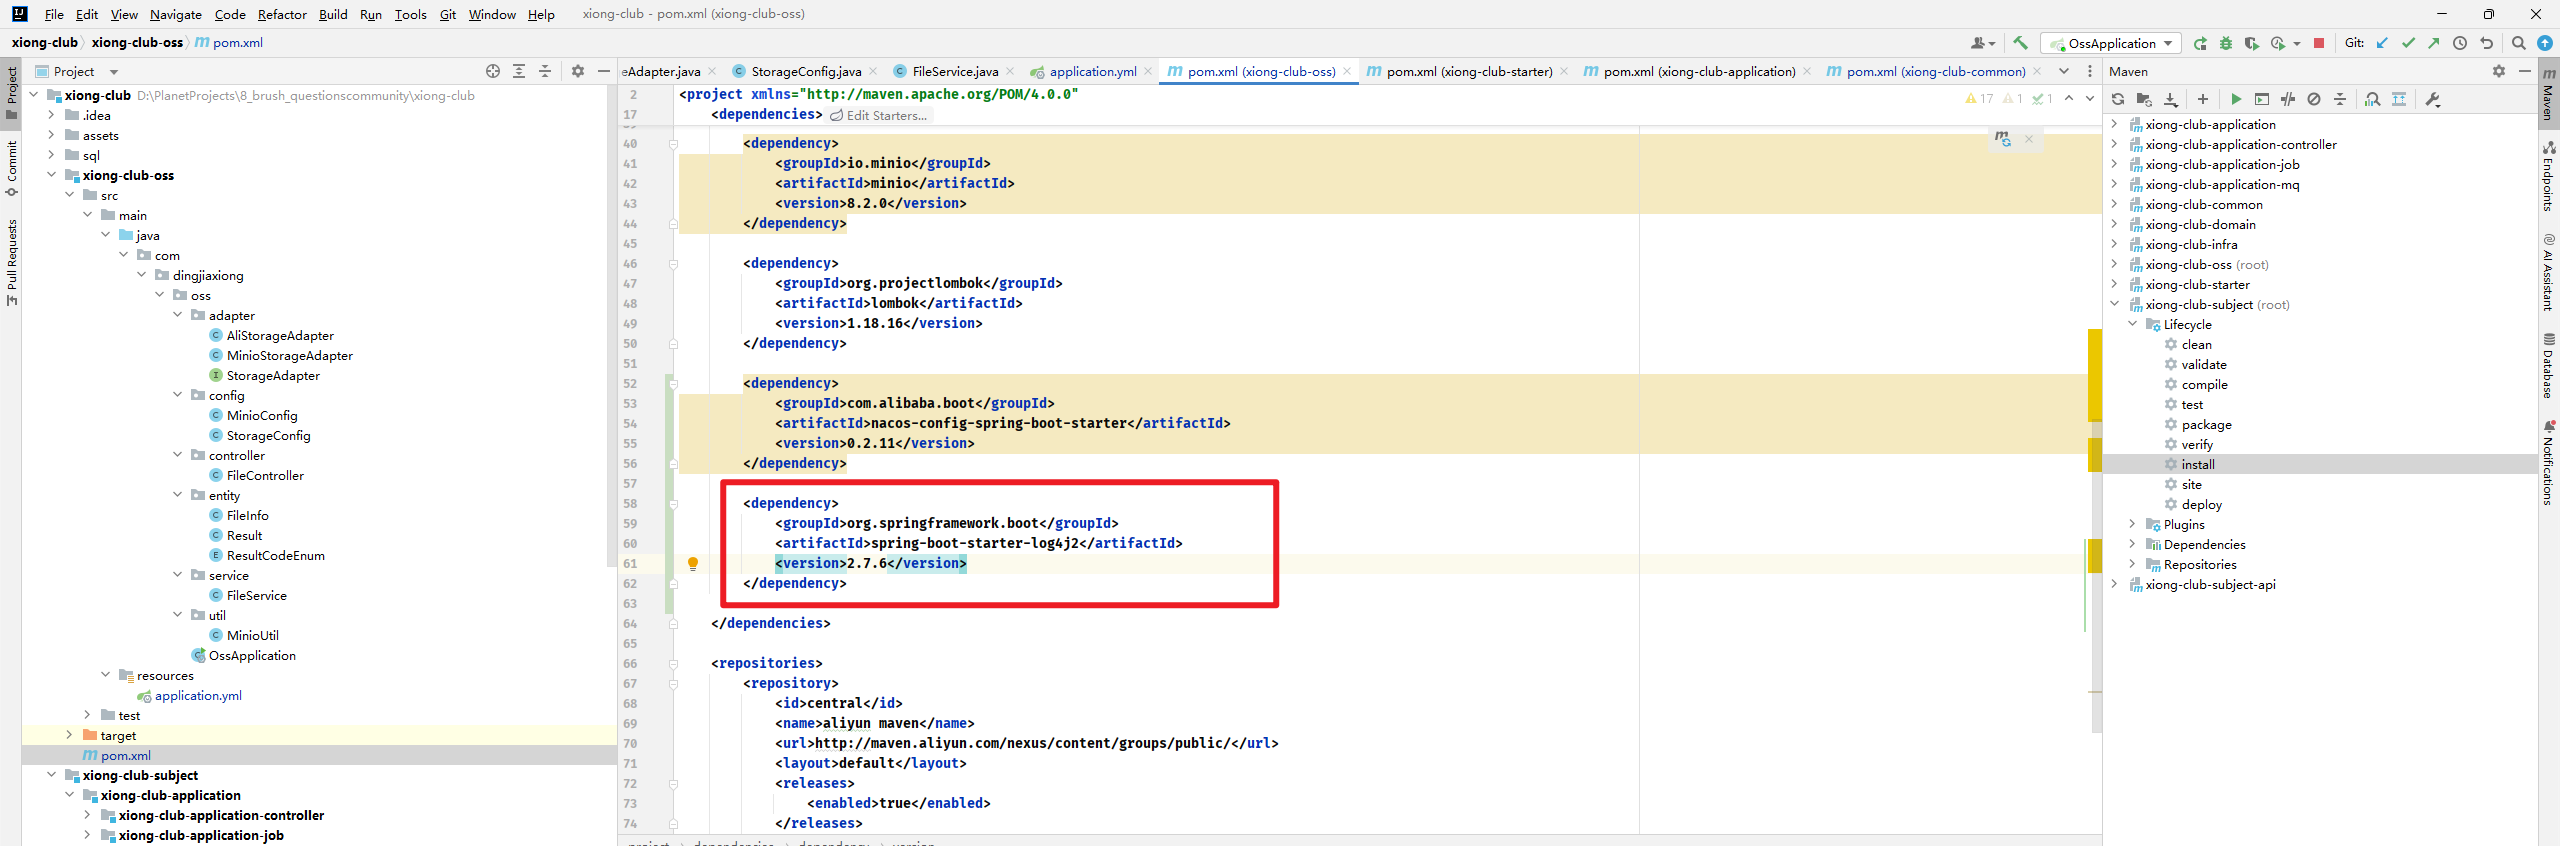 File Edit View Navigate Code Refactor Build Run Tools Git Window Help xiong-club - pom.xml (xiong-club-oss)
xiong-club xiong-club-oss pom.xml OssApplication Git:
Project
eAdapter.java StorageConfig.java FileService.java application.yml pom.xml (xiong-club-oss) pom.xml (xiong-club-starter) pom.xml (xiong-club-application) pom.xml (xiong-club-common)
Maven
Project
Commit
Pull Requests
xiong-club D:\PlanetProjects\8_brush_questionscommunity\xiong-club
.idea
assets
sql
xiong-club-oss
src
main
java
com
dingjiaxiong
oss
adapter
AliStorageAdapter
MinioStorageAdapter
StorageAdapter
config
MinioConfig
StorageConfig
controller
FileController
entity
FileInfo
Result
ResultCodeEnum
service
FileService
util
MinioUtil
OssApplication
resources
application.yml
test
target
pom.xml
xiong-club-subject
xiong-club-application
xiong-club-application-controller
xiong-club-application-job
2 <project xmlns="http://maven.apache.org/POM/4.0.0" 17 1 1
17 <dependencies> Edit Starters...
40 <dependency>
41 <groupId>io.minio</groupId>
42 <artifactId>minio</artifactId>
43 <version>8.2.0</version>
44 </dependency>
45
46 <dependency>
47 <groupId>org.projectlombok</groupId>
48 <artifactId>lombok</artifactId>
49 <version>1.18.16</version>
50 </dependency>
51
52 <dependency>
53 <groupId>com.alibaba.boot</groupId>
54 <artifactId>nacos-config-spring-boot-starter</artifactId>
55 <version>0.2.11</version>
56 </dependency>
57
58 <dependency>
59 <groupId>org.springframework.boot</groupId>
60 <artifactId>spring-boot-starter-log4j2</artifactId>
61 <version>2.7.6</version>
62 </dependency>
63
64 </dependencies>
65
66 <repositories>
67 <repository>
68 <id>central</id>
69 <name>aliyun maven</name>
70 <url>http://maven.aliyun.com/nexus/content/groups/public/</url>
71 <layout>default</layout>
72 <releases>
73 <enabled>true</enabled>
74 </releases>
xiong-club-application
xiong-club-application-controller
xiong-club-application-job
xiong-club-application-mq
xiong-club-common
xiong-club-domain
xiong-club-infra
xiong-club-oss (root)
xiong-club-starter
xiong-club-subject (root)
Lifecycle
clean
validate
compile
test
package
verify
install
site
deploy
Plugins
Dependencies
Repositories
xiong-club-subject-api
Maven
Endpoints
AI Assistant
Database
Notifications